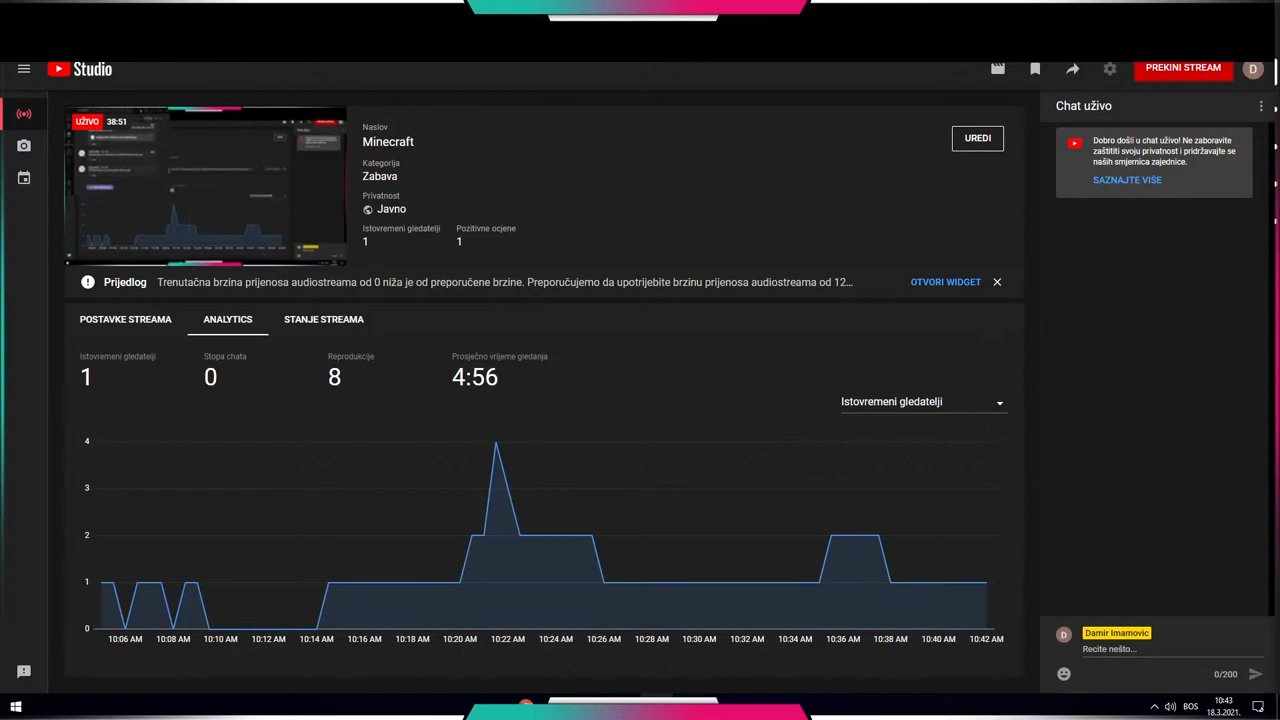 Studio
PREKINI STREAM
D
UŽIVO 38:51
Naslov
Minecraft
Kategorija
Zabava
Privatnost
Javno
Istovremeni gledatelji Pozitivne ocjene
1 1
UREDI
Prijedlog Trenutačna brzina prijenosa audiostreama od 0 niža je od preporučene brzine. Preporučujemo da upotrijebite brzinu prijenosa audiostreama od 12… OTVORI WIDGET
POSTAVKE STREAMA ANALYTICS STANJE STREAMA
Istovremeni gledatelji Stopa chata Reprodukcije Prosječno vrijeme gledanja
1 0 8 4:56
Istovremeni gledatelji
4
3
2
1
0
10:06 AM 10:08 AM 10:10 AM 10:12 AM 10:14 AM 10:16 AM 10:18 AM 10:20 AM 10:22 AM 10:24 AM 10:26 AM 10:28 AM 10:30 AM 10:32 AM 10:34 AM 10:36 AM 10:38 AM 10:40 AM 10:42 AM
Chat uživo
Dobro došli u chat uživo! Ne zaboravite
zaštititi svoju privatnost i pridržavajte se
naših smjernica zajednice.
SAZNAJTE VIŠE
D Damir Imamovic
Recite nešto...
0/200
BOS
10:43
18.3.2021.